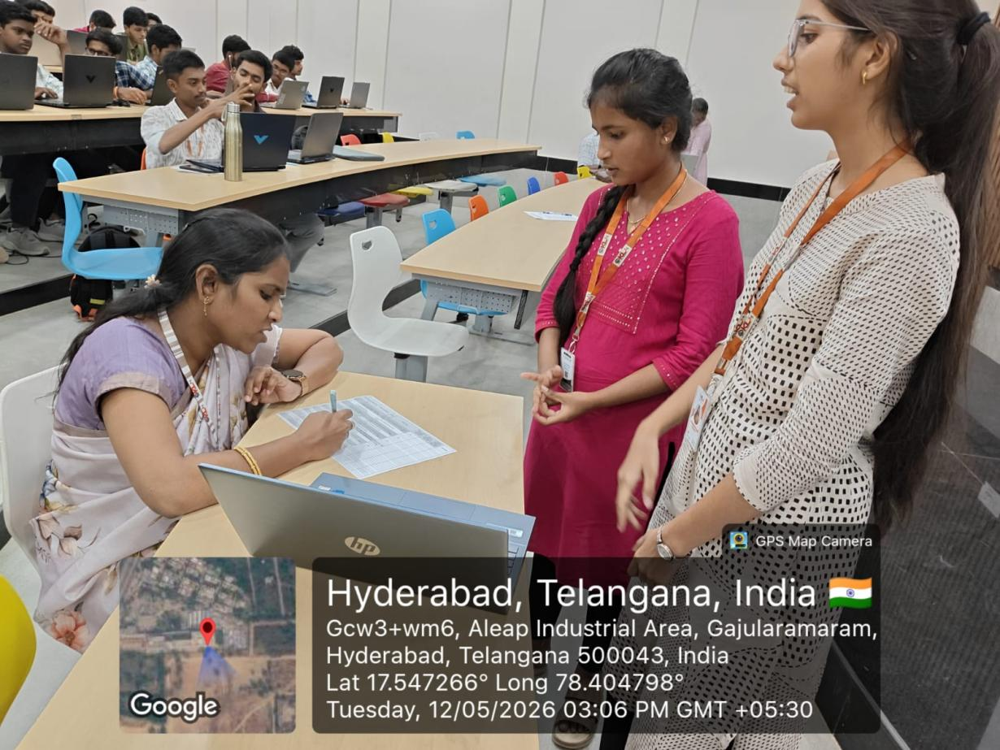 hp
GPS Map Camera
Hyderabad, Telangana, India
Gcw3+wm6, Aleap Industrial Area, Gajularamaram,
Hyderabad, Telangana 500043, India
Lat 17.547266° Long 78.404798°
Tuesday, 12/05/2026 03:06 PM GMT +05:30
Google